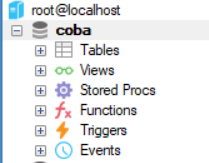 root@localhost
coba
Tables
Views
Stored Procs
Functions
Triggers
Events